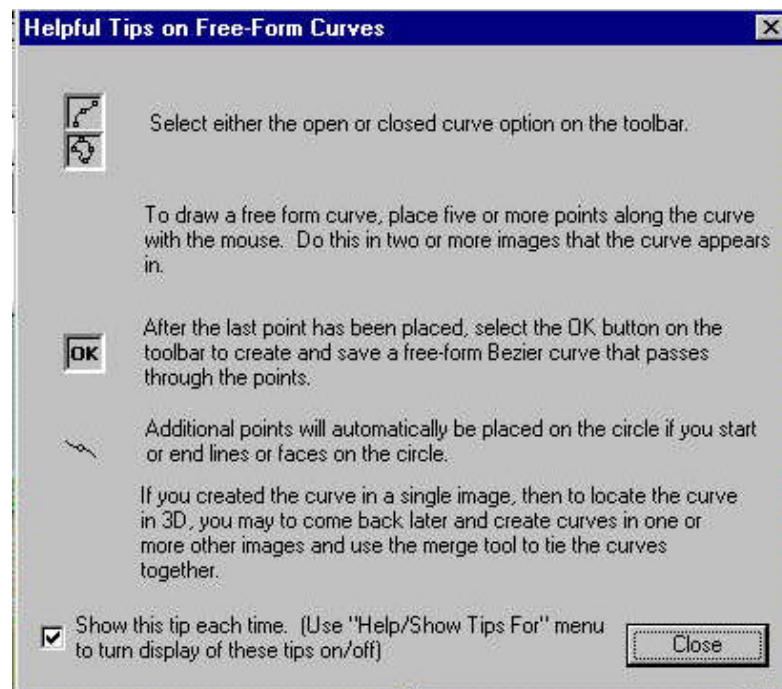 Helpful Tips on Free-Form Curves
Select either the open or closed curve option on the toolbar.
To draw a free form curve, place five or more points along the curve
with the mouse. Do this in two or more images that the curve appears
in.
After the last point has been placed, select the OK button on the
OK
toolbar to create and save a free-form Bezier curve that passes
through the points.
Additional points will automatically be placed on the circle if you start
or end lines or faces on the circle.
If you created the curve in a single image, then to locate the curve
in 3D, you may to come back later and create curves in one or
more other images and use the merge tool to tie the curves
together.
Show this tip each time. (Use "Help/Show Tips For" menu
to turn display of these tips on/off)
Close